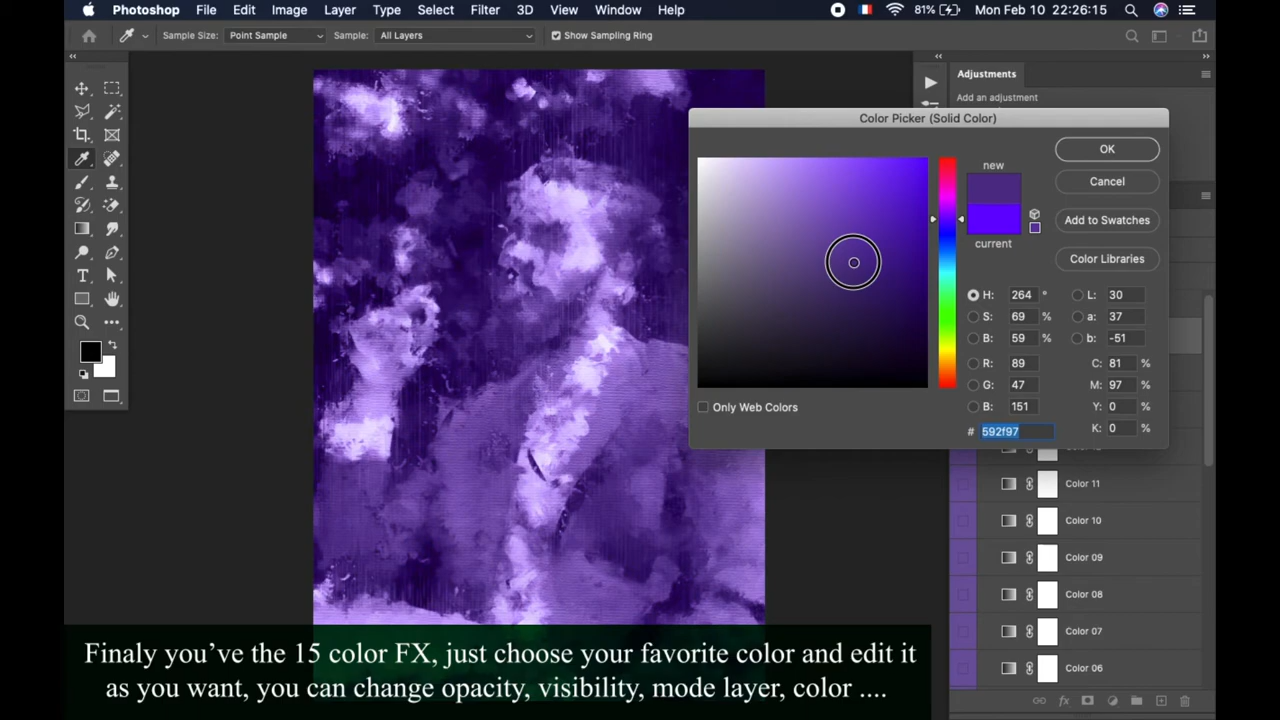 Photoshop File Edit Image Layer Type Select Filter 3D View Window Help 81% Mon Feb 10 22:26:15
Sample Size: Point Sample Sample: All Layers Show Sampling Ring
Adjustments
Add an adjustment
Color Picker (Solid Color)
new
current
OK
Cancel
Add to Swatches
Color Libraries
H: 264 °
S: 69 %
B: 59 %
R: 89
G: 47
B: 151
# 592f97
L: 30
a: 37
b: -51
C: 81 %
M: 97 %
Y: 0 %
K: 0 %
Only Web Colors
Color 11
Color 10
Color 09
Color 08
Color 07
Color 06
Finaly you've the 15 color FX, just choose your favorite color and edit it
as you want, you can change opacity, visibility, mode layer, color ....